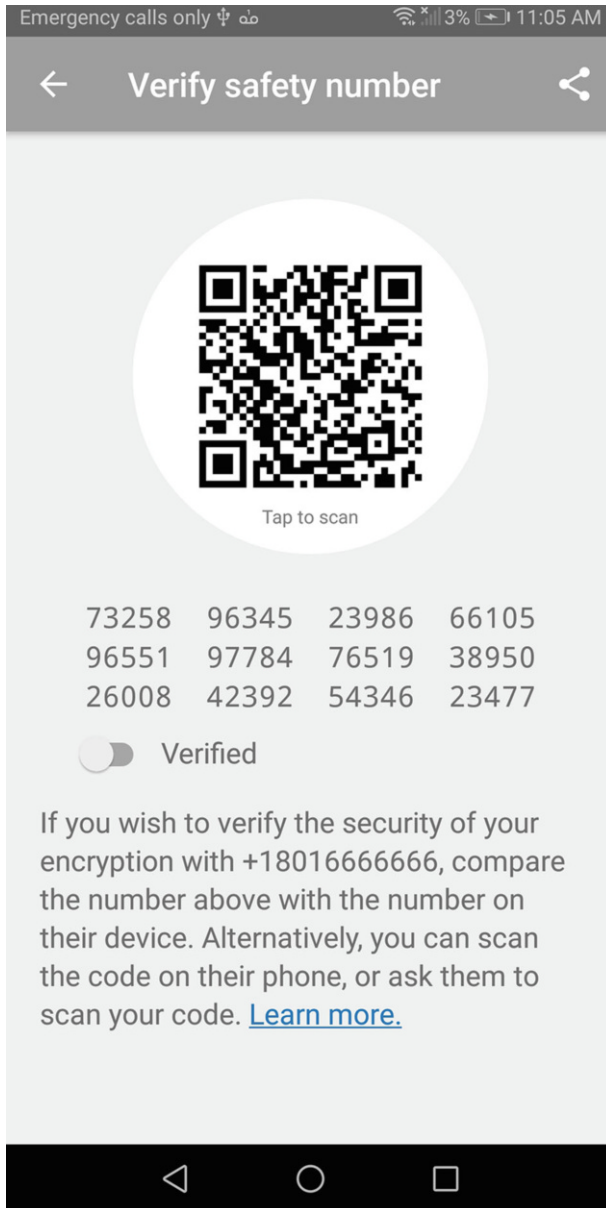 Emergency calls only 3% 11:05 AM
Verify safety number
Tap to scan
73258 96345 23986 66105
96551 97784 76519 38950
26008 42392 54346 23477
Verified
If you wish to verify the security of your
encryption with +18016666666, compare
the number above with the number on
their device. Alternatively, you can scan
the code on their phone, or ask them to
scan your code. Learn more.